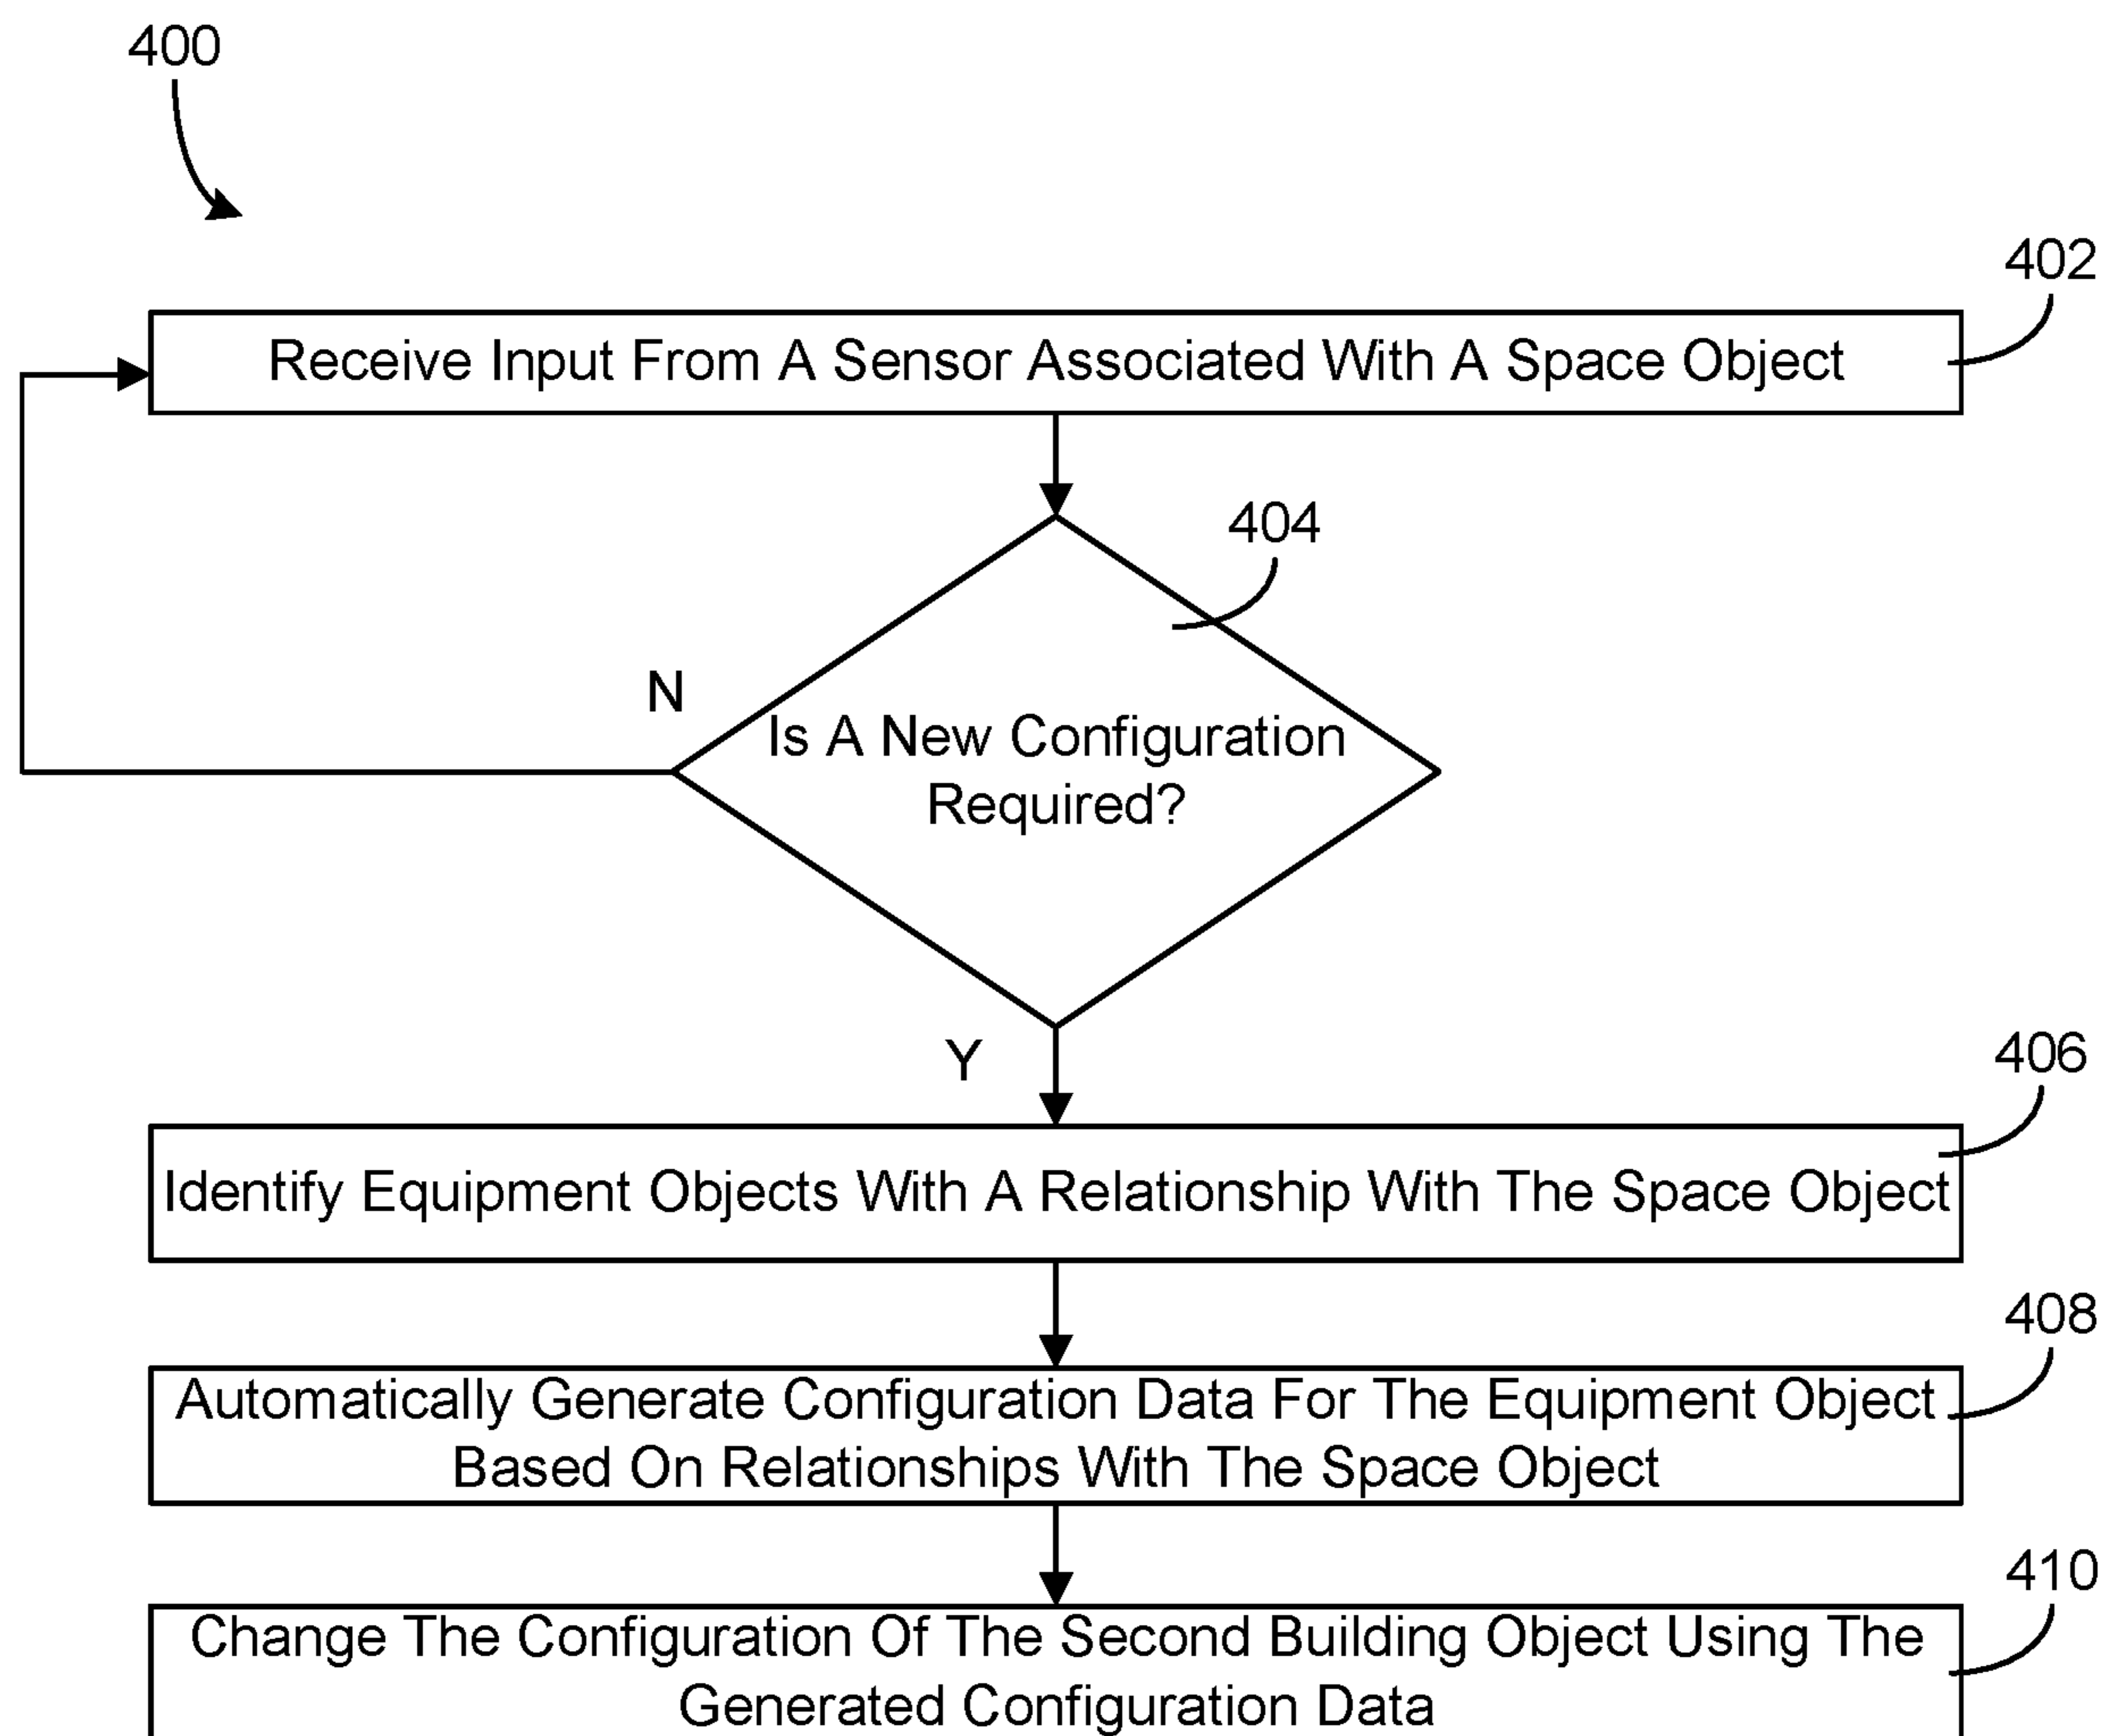 400
402
Receive Input From A Sensor Associated With A Space Object
404
N
Is A New Configuration
Required?
Y
406
Identify Equipment Objects With A Relationship With The Space Object
408
Automatically Generate Configuration Data For The Equipment Object
Based On Relationships With The Space Object
410
Change The Configuration Of The Second Building Object Using The
Generated Configuration Data